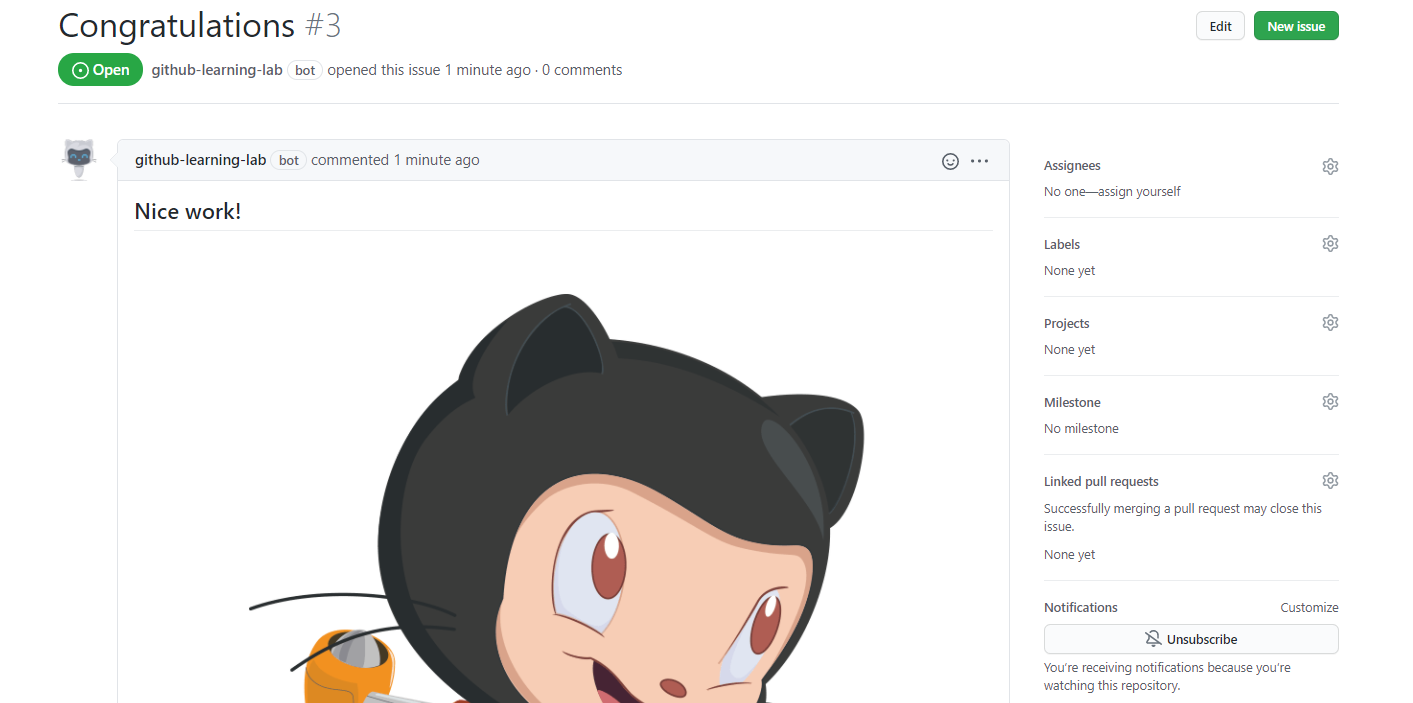 Congratulations #3
Edit
New issue
Open
github-learning-lab bot opened this issue 1 minute ago · 0 comments
github-learning-lab bot commented 1 minute ago
Nice work!
Assignees
No one—assign yourself
Labels
None yet
Projects
None yet
Milestone
No milestone
Linked pull requests
Successfully merging a pull request may close this
issue.
None yet
Notifications
Customize
Unsubscribe
You're receiving notifications because you're
watching this repository.